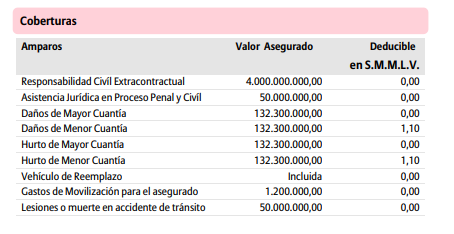 Coberturas
Amparos Valor Asegurado Deducible
en S.M.M.L.V.
Responsabilidad Civíl Extracontractual 4.000.000.000,00 0,00
Asistencia Jurídica en Proceso Penal y Civíl 50.000.000,00 0,00
Daños de Mayor Cuantía 132.300.000,00 0,00
Daños de Menor Cuantía 132.300.000,00 1,10
Hurto de Mayor Cuantía 132.300.000,00 0,00
Hurto de Menor Cuantía 132.300.000,00 1,10
Vehículo de Reemplazo Incluida 0,00
Gastos de Movilización para el asegurado 1.200.000,00 0,00
Lesiones o muerte en accidente de tránsito 50.000.000,00 0,00